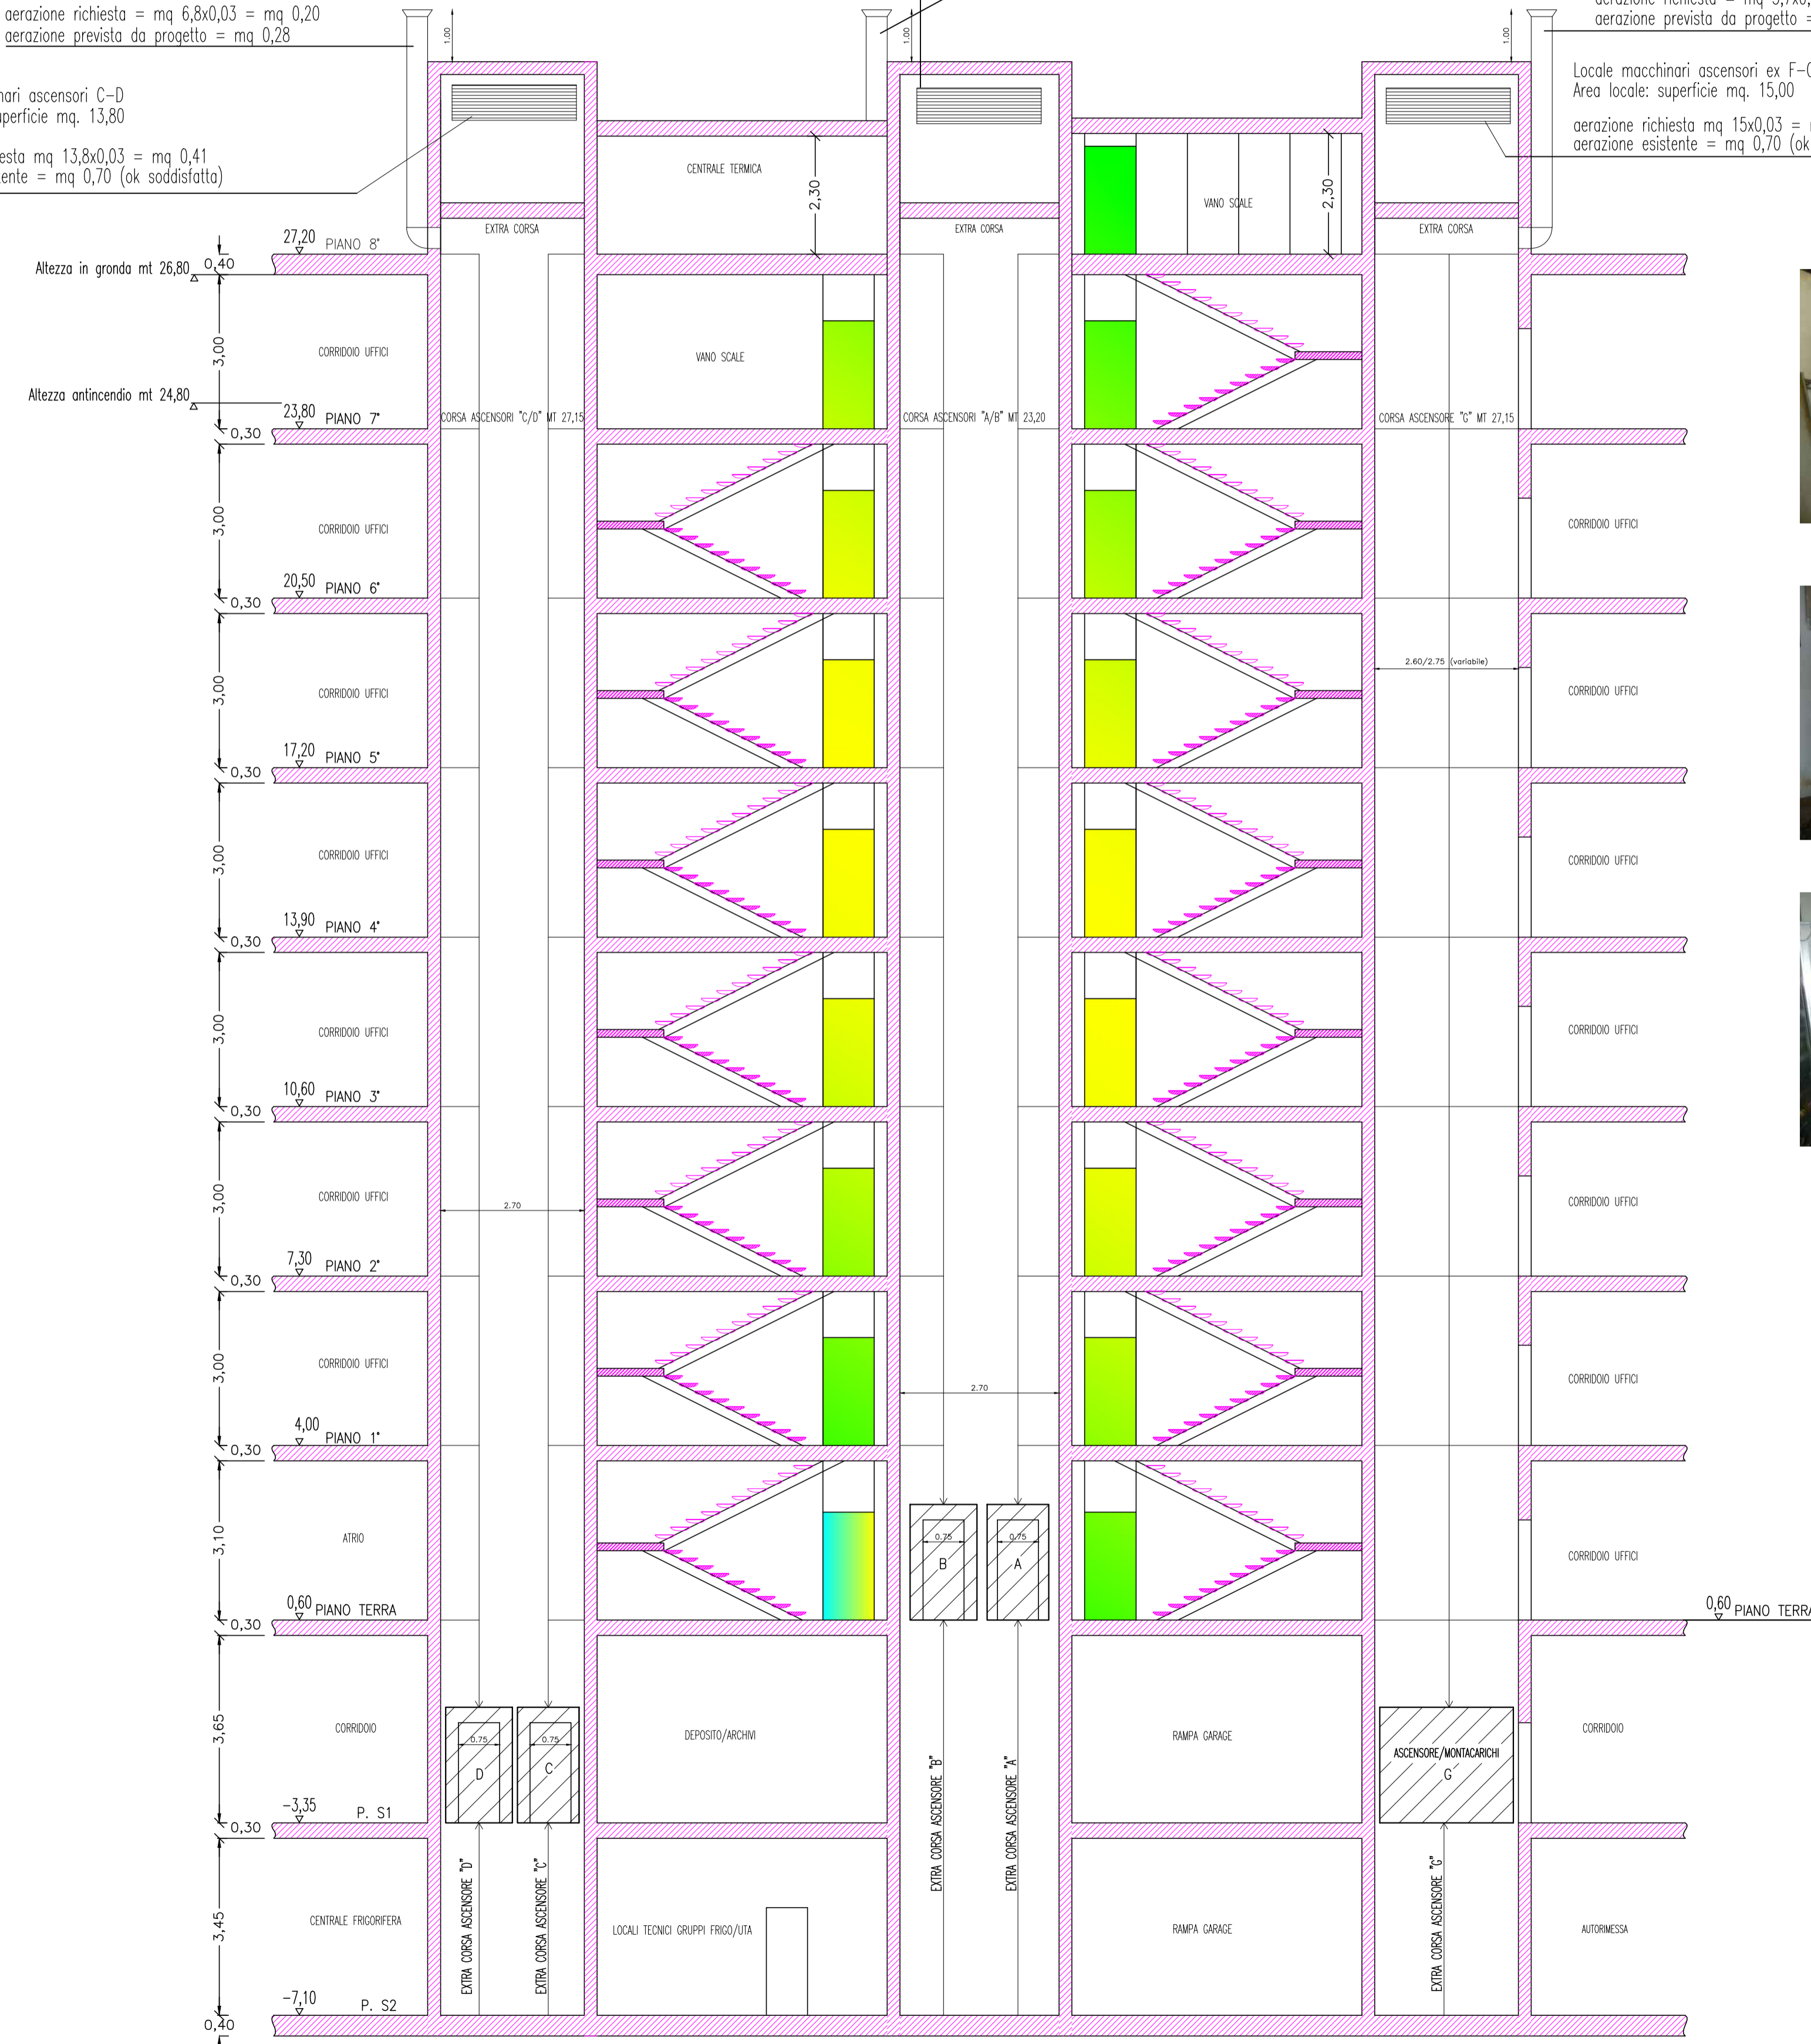 aerazione richiesta = mq 6,8x0,03 = mq 0,20
aerazione prevista da progetto = mq 0,28
ascensori C-D
mq. 13,80
mq 13,8x0,03 = mq 0,41
= mq 0,70 (ok soddisfatta)
aerazione richiesta = mq
aerazione prevista da progetto =
Locale macchinari ascensori ex
Area locale: superficie mq. 15,00
aerazione richiesta mq 15x0,03 =
aerazione esistente = mq 0,70 (ok
1.00
1.00
1.00
CENTRALE TERMICA
2,30
VANO SCALE
2,30
EXTRA CORSA
EXTRA CORSA
EXTRA CORSA
27,20 PIANO 8°
0,40
Altezza in gronda mt 26,80
3,00
CORRIDOIO UFFICI
VANO SCALE
Altezza antincendio mt 24,80
23,80 PIANO 7°
CORSA ASCENSORI "C/D" MT 27,15
CORSA ASCENSORI "A/B" MT 23,20
CORSA ASCENSORE "G" MT 27,15
0,30
3,00
CORRIDOIO UFFICI
CORRIDOIO UFFICI
20,50 PIANO 6°
0,30
3,00
CORRIDOIO UFFICI
2.60/2.75 (variabile)
CORRIDOIO UFFICI
17,20 PIANO 5°
0,30
3,00
CORRIDOIO UFFICI
CORRIDOIO UFFICI
13,90 PIANO 4°
0,30
3,00
CORRIDOIO UFFICI
CORRIDOIO UFFICI
10,60 PIANO 3°
0,30
3,00
CORRIDOIO UFFICI
2.70
CORRIDOIO UFFICI
7,30 PIANO 2°
0,30
3,00
CORRIDOIO UFFICI
2.70
CORRIDOIO UFFICI
4,00 PIANO 1°
0,30
3,10
ATRIO
0.75
B
0.75
A
CORRIDOIO UFFICI
0,60 PIANO TERRA
0,60 PIANO TERRA
0,30
3,65
CORRIDOIO
0.75
D
0.75
C
DEPOSITO/ARCHIVI
RAMPA GARAGE
ASCENSORE/MONTACARICHI
G
CORRIDOIO
-3,35 P. S1
0,30
3,45
CENTRALE FRIGORIFERA
EXTRA CORSA ASCENSORE "D"
EXTRA CORSA ASCENSORE "C"
LOCALI TECNICI GRUPPI FRIGO/UTA
EXTRA CORSA ASCENSORE "B"
EXTRA CORSA ASCENSORE "A"
RAMPA GARAGE
EXTRA CORSA ASCENSORE "G"
AUTORIMESSA
-7,10 P. S2
0,40